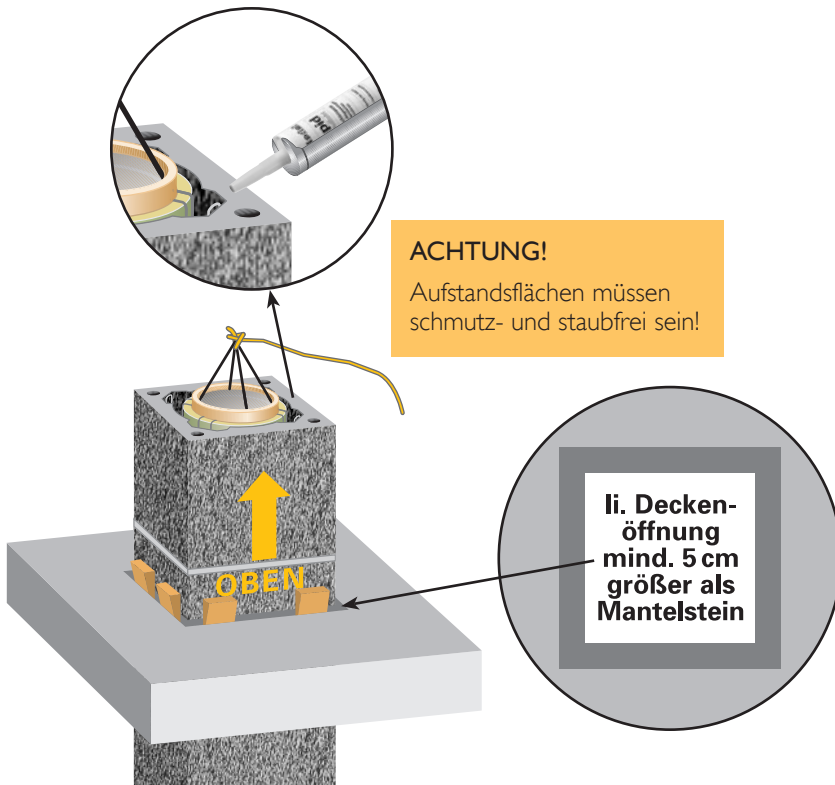 ACHTUNG!
Aufstandsflächen müssen
schmutz- und staubfrei sein!
OBEN
li. Decken-
öffnung
mind. 5 cm
größer als
Mantelstein